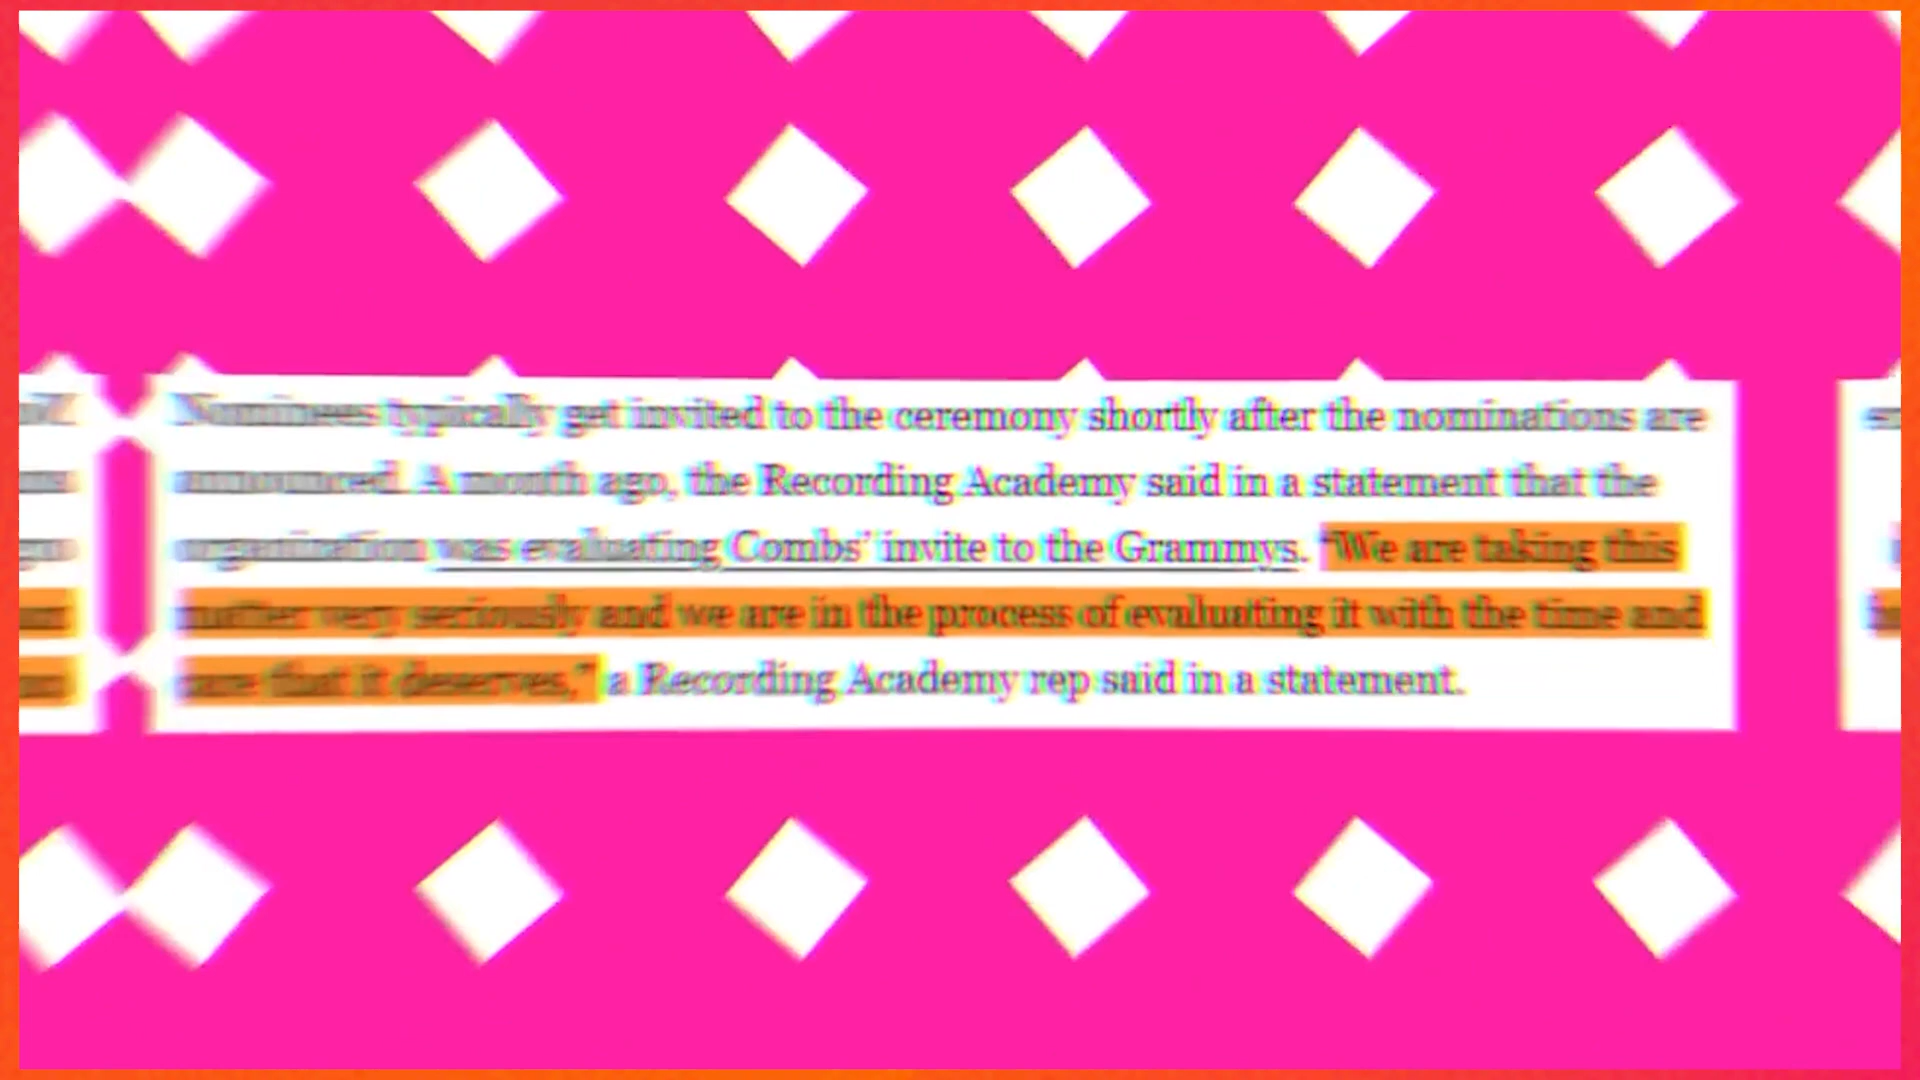 Nominees typically get invited to the ceremony shortly after the nominations are
announced. A month ago, the Recording Academy said in a statement that the
organization was evaluating Combs’ invite to the Grammys. “We are taking this
matter very seriously and we are in the process of evaluating it with the time and
care that it deserves,” a Recording Academy rep said in a statement.